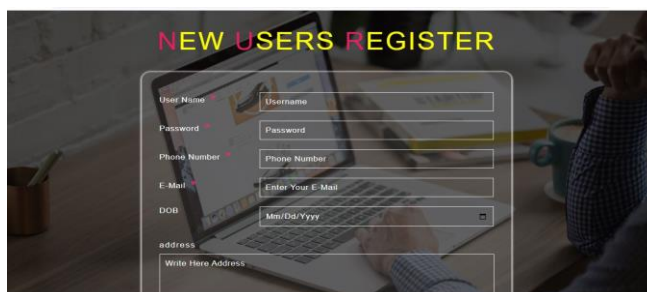 NEW USERS REGISTER
User Name *
Username
Password *
Password
Phone Number *
Phone Number
E-Mail *
Enter Your E-Mail
DOB
Mm/Dd/Yyyy
address
Write Here Address